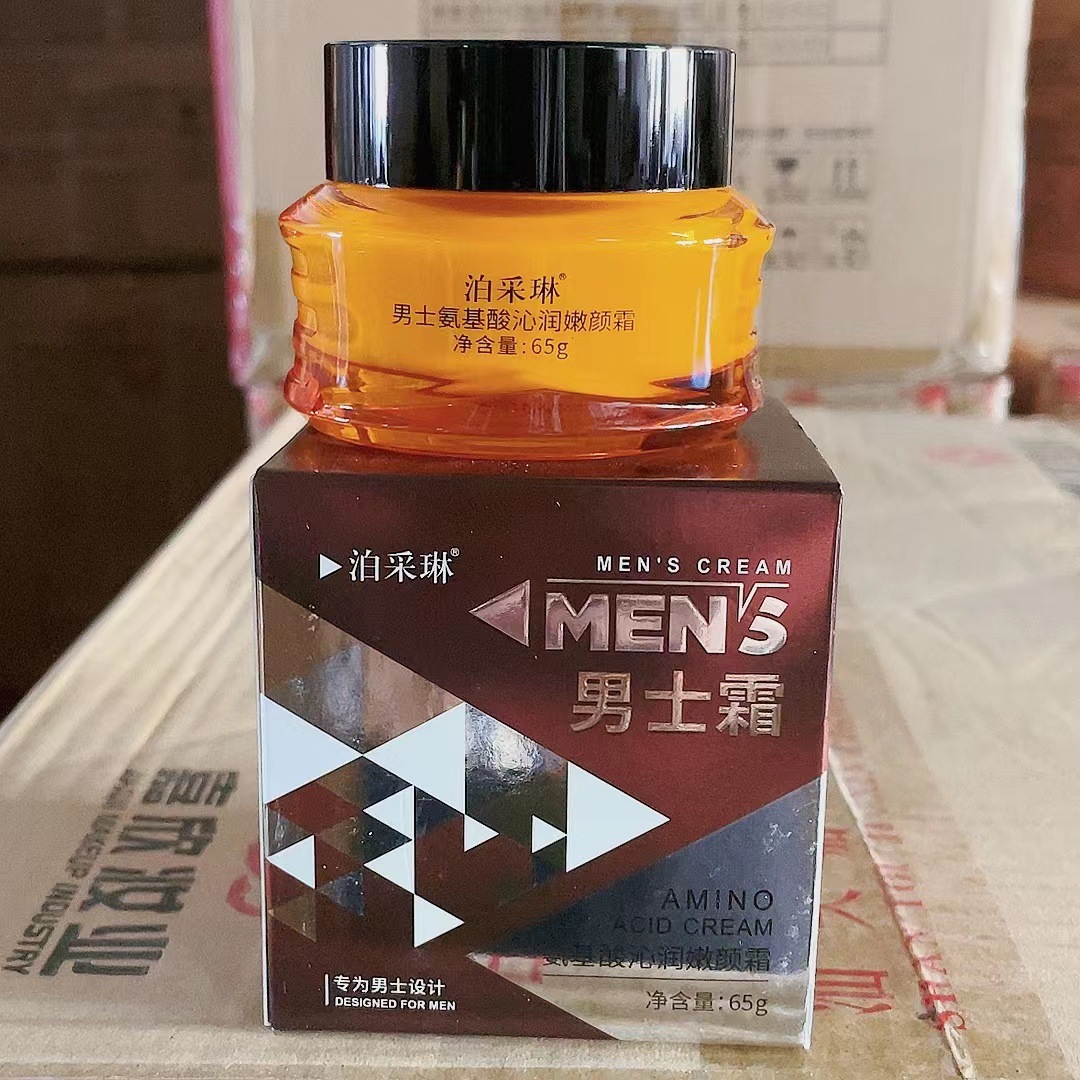 泊采琳®
男士氨基酸沁润嫩颜霜
净含量:65g
泊采琳®
MEN'S CREAM
MEN'S
男士霜
AMINO
ACID CREAM
氨基酸沁润嫩颜霜
净含量:65g
专为男士设计
DESIGNED FOR MEN
MAKEUP INDUSTRY